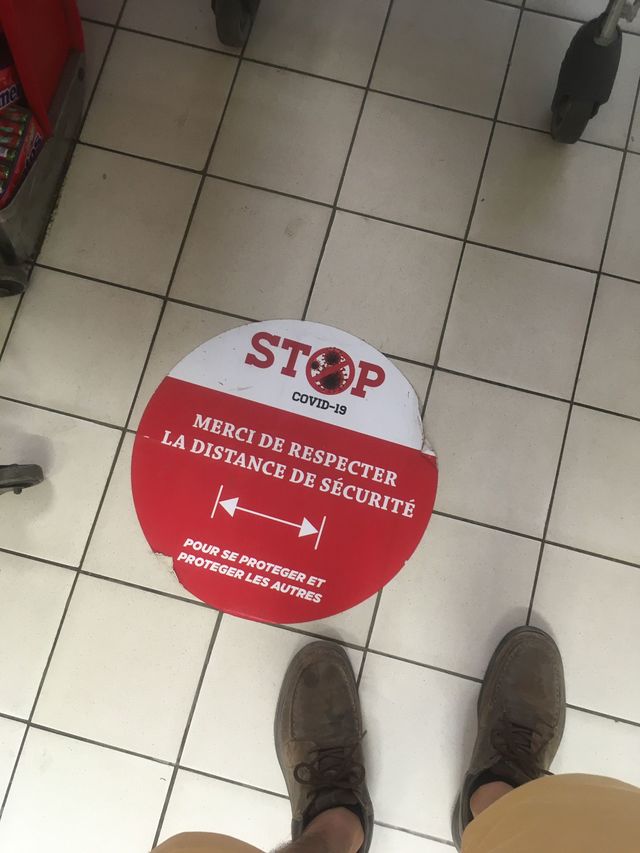 STOP
COVID-19
MERCI DE RESPECTER
LA DISTANCE DE SÉCURITÉ
POUR SE PROTEGER ET
PROTEGER LES AUTRES